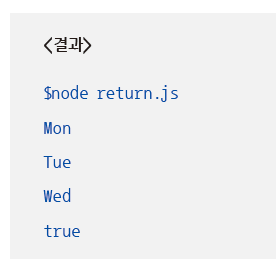 <결과>
$node return.js
Mon
Tue
Wed
true